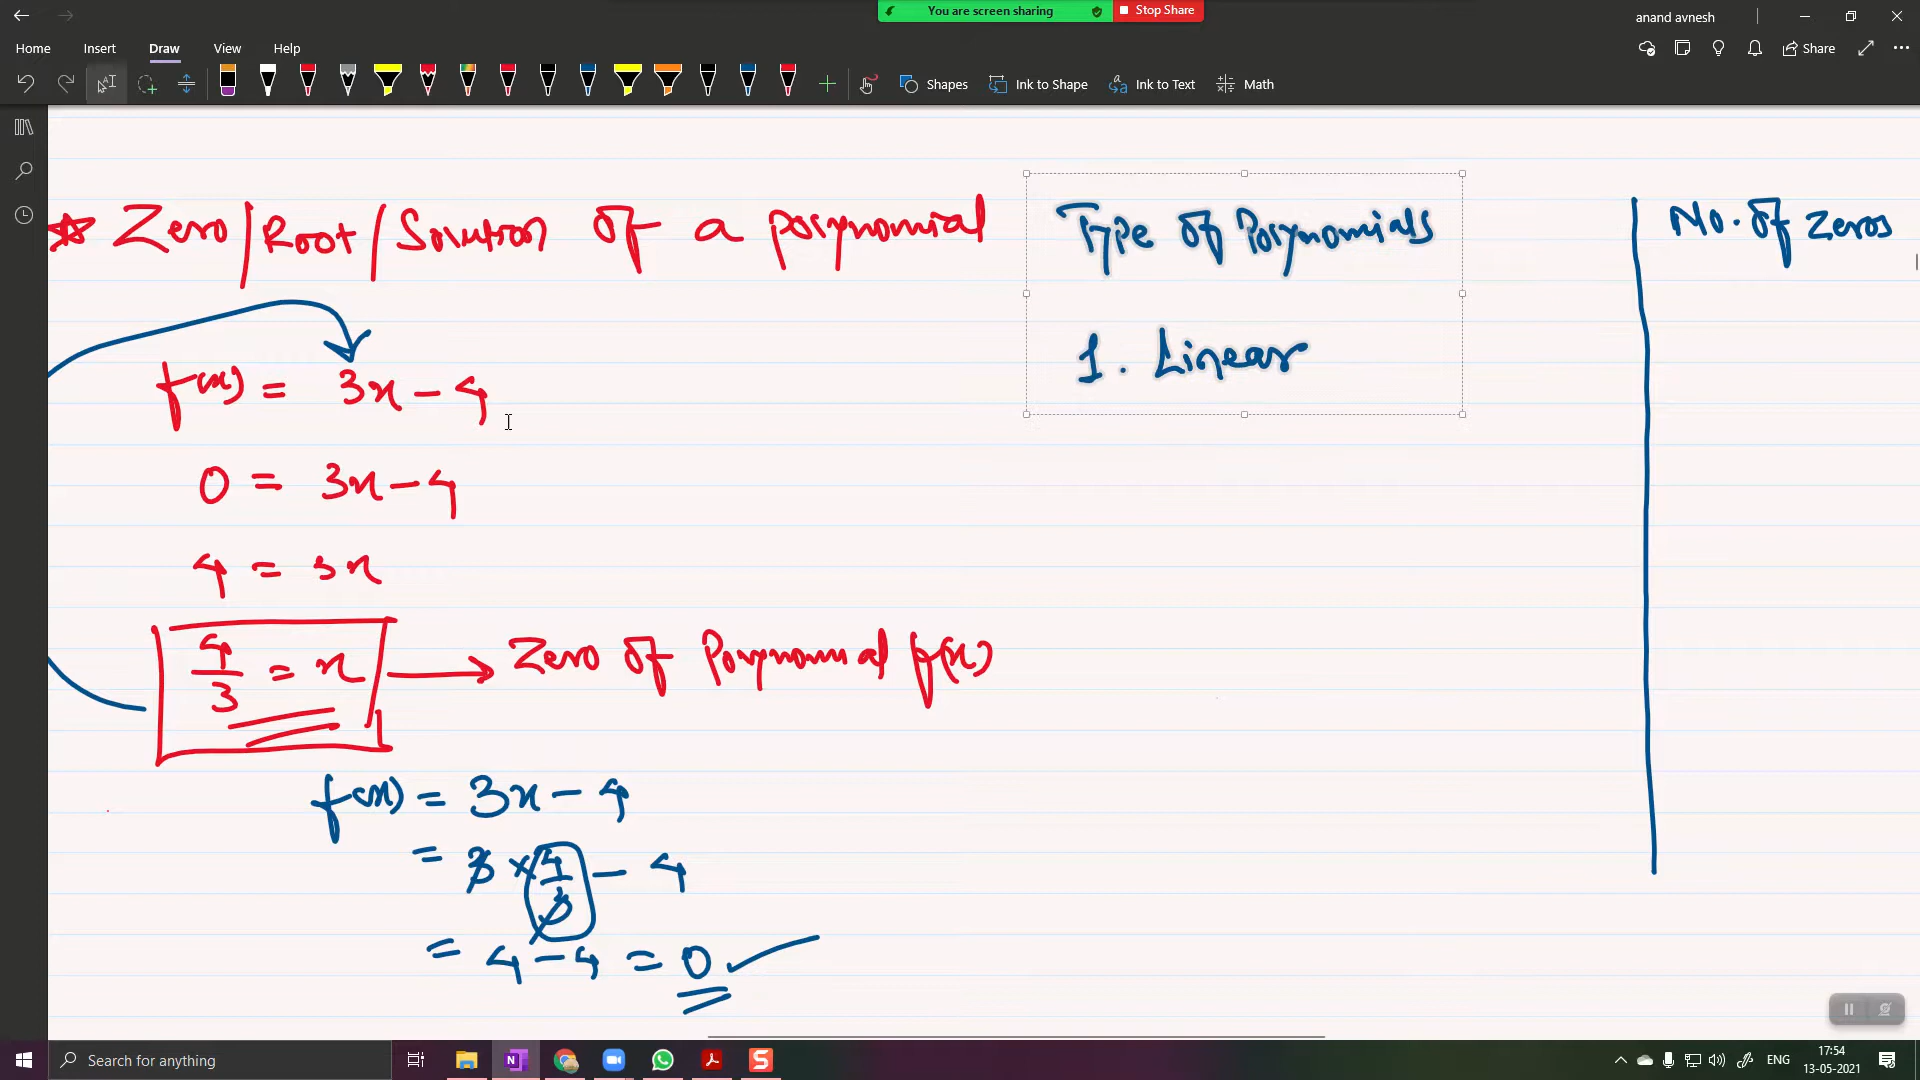 You are screen sharing
Stop Share
anand avnesh
Home Insert Draw View Help
Share
Shapes
Ink to Shape
Ink to Text
Math
Zero/Root/Solution of a polynomial
f(x) = 3x - 4
0 = 3x - 4
4 = 3x
4/3 = x → Zero of Polynomial f(x)
f(x) = 3x - 4
= 3 × 4/3 - 4
= 4 - 4 = 0
Type of Polynomials
1. Linear
No. of Zeros
Search for anything
ENG
17:54
13-05-2021